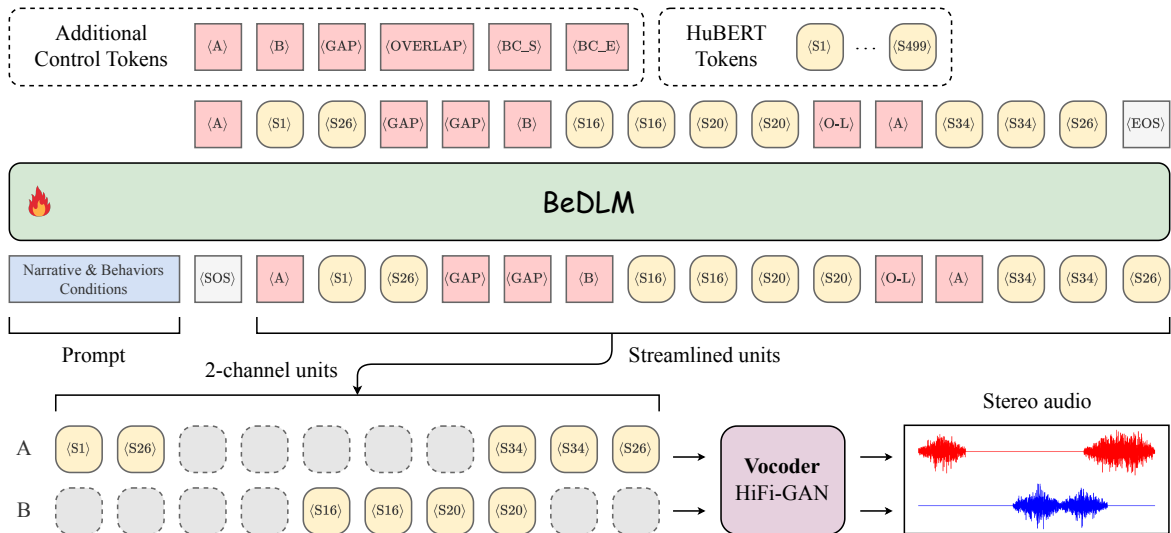 Additional
Control Tokens
⟨A⟩ ⟨B⟩ ⟨GAP⟩ ⟨OVERLAP⟩ ⟨BC_S⟩ ⟨BC_E⟩
HuBERT
Tokens
⟨S1⟩ ... ⟨S499⟩
⟨A⟩ ⟨S1⟩ ⟨S26⟩ ⟨GAP⟩ ⟨GAP⟩ ⟨B⟩ ⟨S16⟩ ⟨S16⟩ ⟨S20⟩ ⟨S20⟩ ⟨O-L⟩ ⟨A⟩ ⟨S34⟩ ⟨S34⟩ ⟨S26⟩ ⟨EOS⟩
BeDLM
Narrative & Behaviors
Conditions
⟨SOS⟩ ⟨A⟩ ⟨S1⟩ ⟨S26⟩ ⟨GAP⟩ ⟨GAP⟩ ⟨B⟩ ⟨S16⟩ ⟨S16⟩ ⟨S20⟩ ⟨S20⟩ ⟨O-L⟩ ⟨A⟩ ⟨S34⟩ ⟨S34⟩ ⟨S26⟩
Prompt
Streamlined units
2-channel units
A ⟨S1⟩ ⟨S26⟩ ⟨S34⟩ ⟨S34⟩ ⟨S26⟩
B ⟨S16⟩ ⟨S16⟩ ⟨S20⟩ ⟨S20⟩
Vocoder
HiFi-GAN
Stereo audio